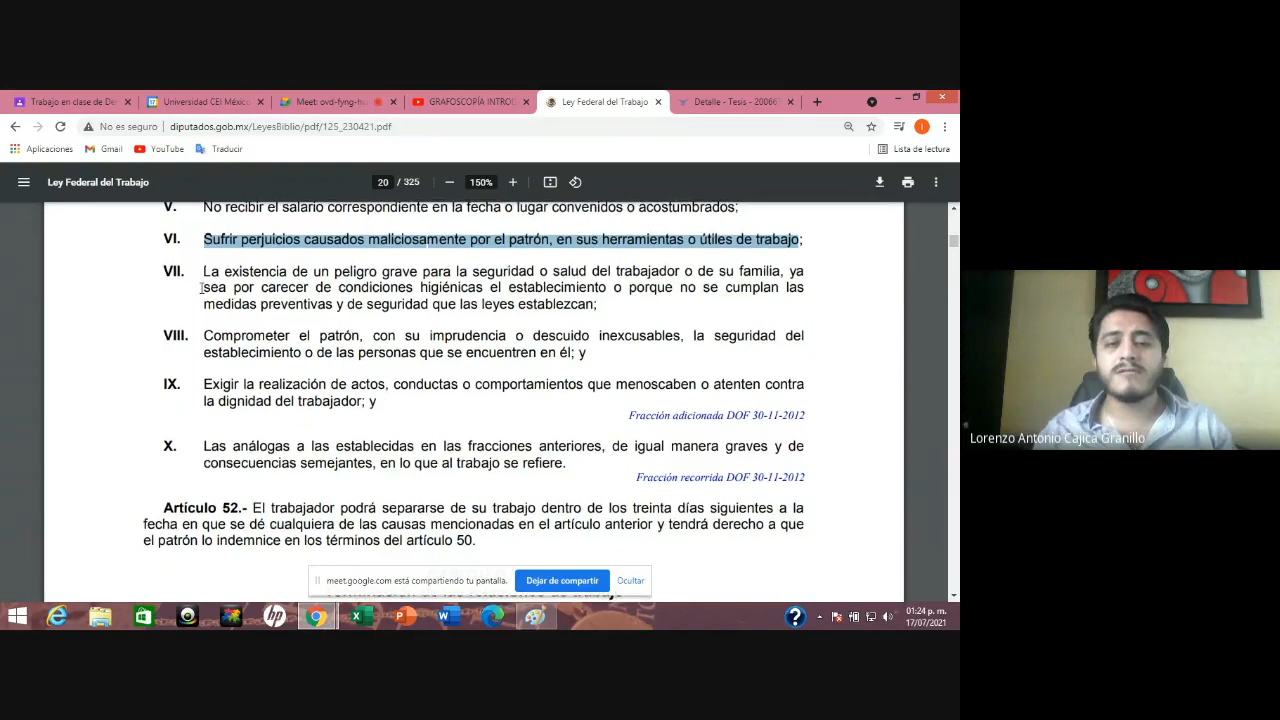 Trabajo en clase de De
Universidad CEI Méxic
Meet: ovd-fyng-hu
GRAFOSCOPÍA INTROD
Ley Federal del Trabajo
Detalle - Tesis - 20066
No es seguro
deputados.gob.mx/LeyesBiblio/pdf/125_230421.pdf
Aplicaciones
Gmail
YouTube
Traducir
Lista de lectura
Ley Federal del Trabajo
20 / 325
150%
V. No recibir el salario correspondiente en la fecha o lugar convenidos o acostumbrados;
VI. Sufrir perjuicios causados maliciosamente por el patrón, en sus herramientas o útiles de trabajo;
VII. La existencia de un peligro grave para la seguridad o salud del trabajador o de su familia, ya
sea por carecer de condiciones higiénicas el establecimiento o porque no se cumplan las
medidas preventivas y de seguridad que las leyes establezcan;
VIII. Comprometer el patrón, con su imprudencia o descuido inexcusables, la seguridad del
establecimiento o de las personas que se encuentren en él; y
IX. Exigir la realización de actos, conductas o comportamientos que menoscaben o atenten contra
la dignidad del trabajador; y
Fracción adicionada DOF 30-11-2012
X. Las análogas a las establecidas en las fracciones anteriores, de igual manera graves y de
consecuencias semejantes, en lo que al trabajo se refiere.
Fracción recorrida DOF 30-11-2012
Artículo 52.- El trabajador podrá separarse de su trabajo dentro de los treinta días siguientes a la
fecha en que se dé cualquiera de las causas mencionadas en el artículo anterior y tendrá derecho a que
el patrón lo indemnice en los términos del artículo 50.
meet.google.com está compartiendo tu pantalla.
Dejar de compartir
Ocultar
01:24 p. m.
17/07/2021
Lorenzo Antonio Cajica Granillo